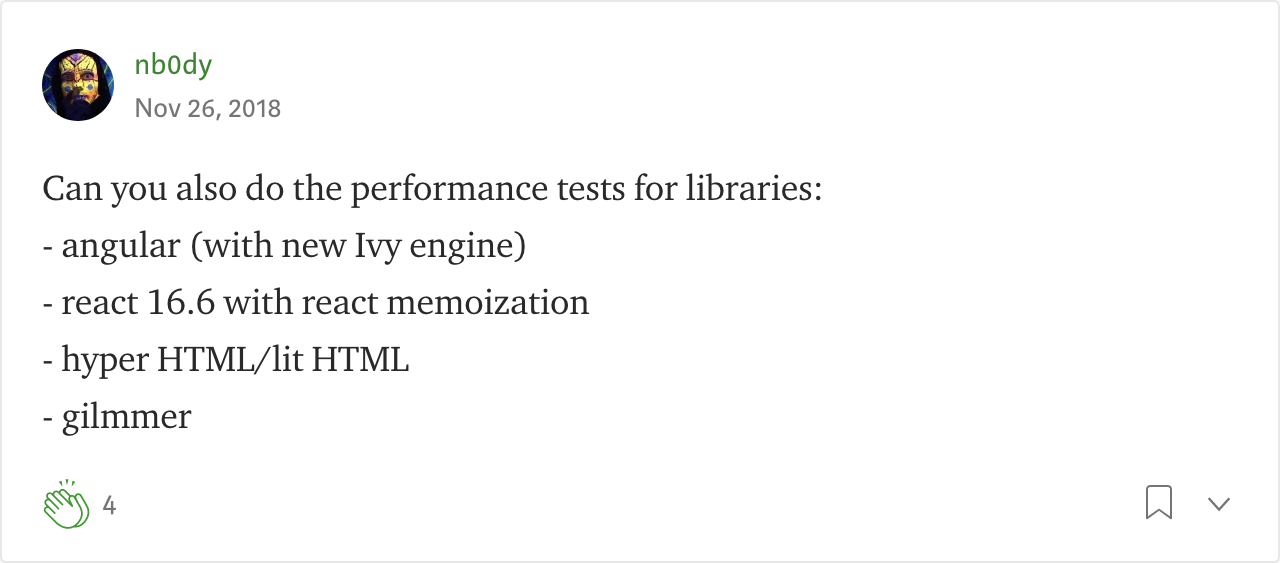 nb0dy
Nov 26, 2018
Can you also do the performance tests for libraries:
- angular (with new Ivy engine)
- react 16.6 with react memoization
- hyper HTML/lit HTML
- gilmmer
4